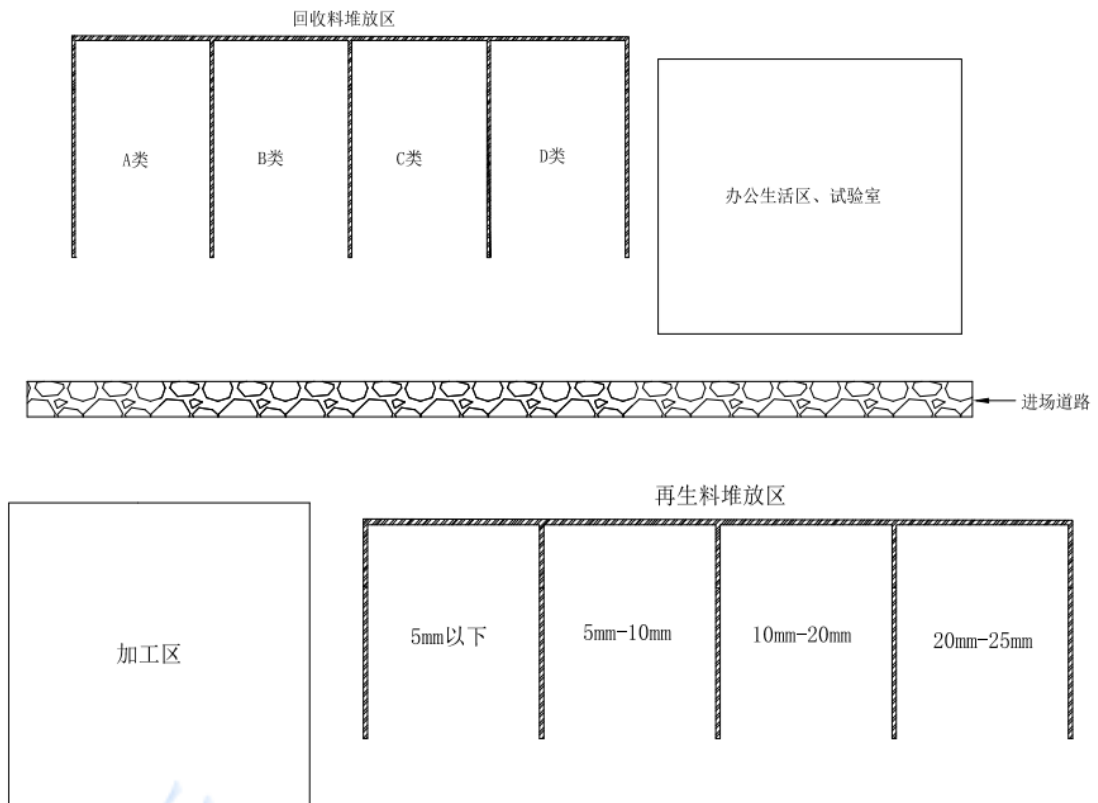 回收料堆放区
A类
B类
C类
D类
办公生活区、试验室
进场道路
再生料堆放区
加工区
5mm以下
5mm-10mm
10mm-20mm
20mm-25mm